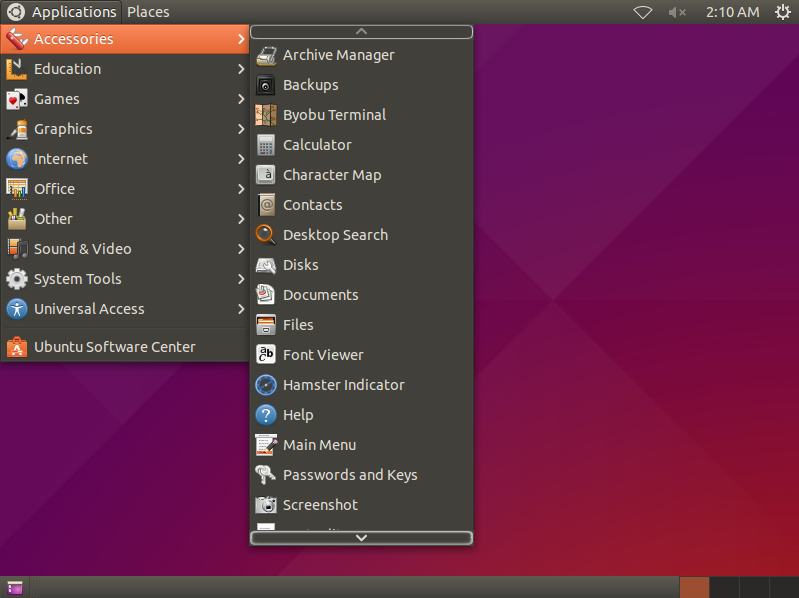 Applications Places 2:10 AM
Accessories
Education
Games
Graphics
Internet
Office
Other
Sound & Video
System Tools
Universal Access
Ubuntu Software Center
Archive Manager
Backups
Byobu Terminal
Calculator
Character Map
Contacts
Desktop Search
Disks
Documents
Files
Font Viewer
Hamster Indicator
Help
Main Menu
Passwords and Keys
Screenshot